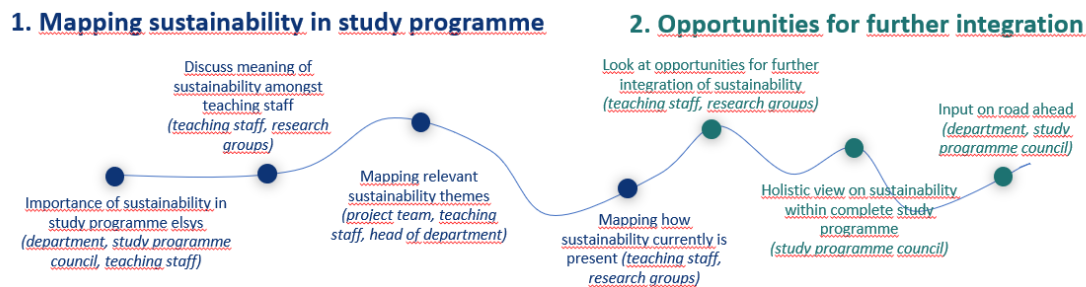 1. Mapping sustainability in study programme
2. Opportunities for further integration
Discuss meaning of
sustainability amongst
teaching staff
(teaching staff, research
groups)
Look at opportunities for further
integration of sustainability
(teaching staff, research groups)
Input on road ahead
(department, study
programme council)
Importance of sustainability in
study programme elsys
(department, study programme
council, teaching staff)
Mapping relevant
sustainability themes
(project team, teaching
staff, head of department)
Mapping how
sustainability currently is
present (teaching staff,
research groups)
Holistic view on sustainability
within complete study
programme
(study programme council)